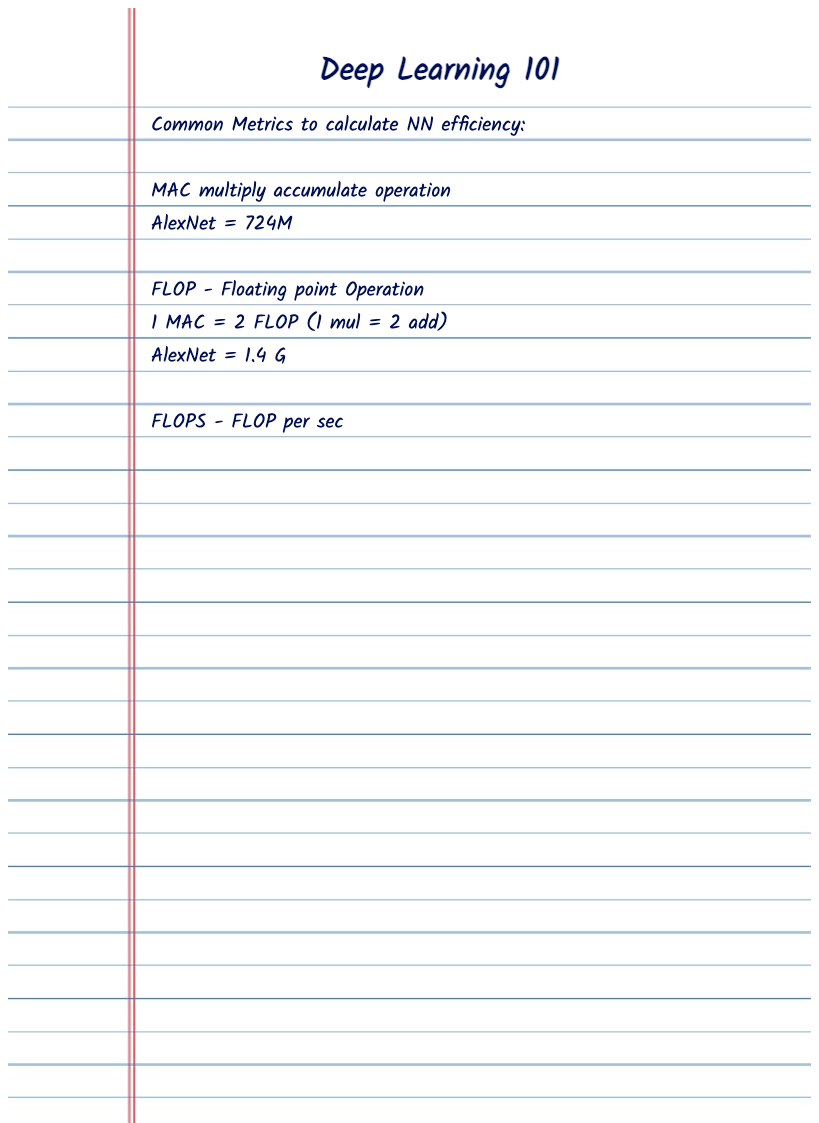 Deep Learning 101
Common Metrics to calculate NN efficiency:
MAC multiply accumulate operation
AlexNet = 724M
FLOP - Floating point Operation
1 MAC = 2 FLOP (1 mul = 2 add)
AlexNet = 1.4 G
FLOPS - FLOP per sec